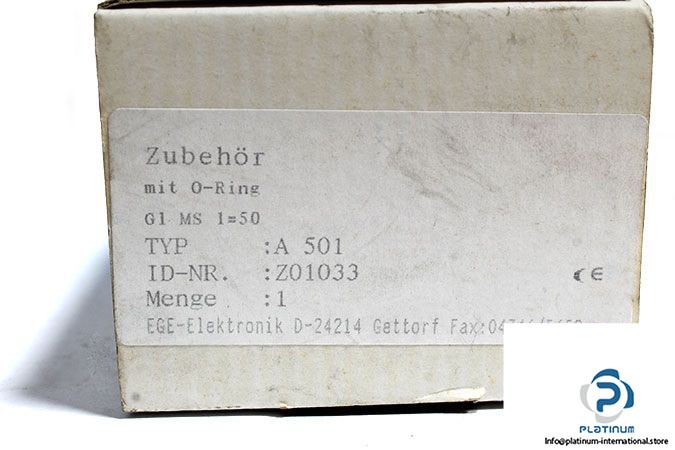 Zubehör
mit O-Ring
G1 MS l=50
TYP :A 501
ID-NR. :Z01033
Menge :1
CE
EGE-Elektronik D-24214 Gettorf
PLATINUM
Info@platinum-international.store